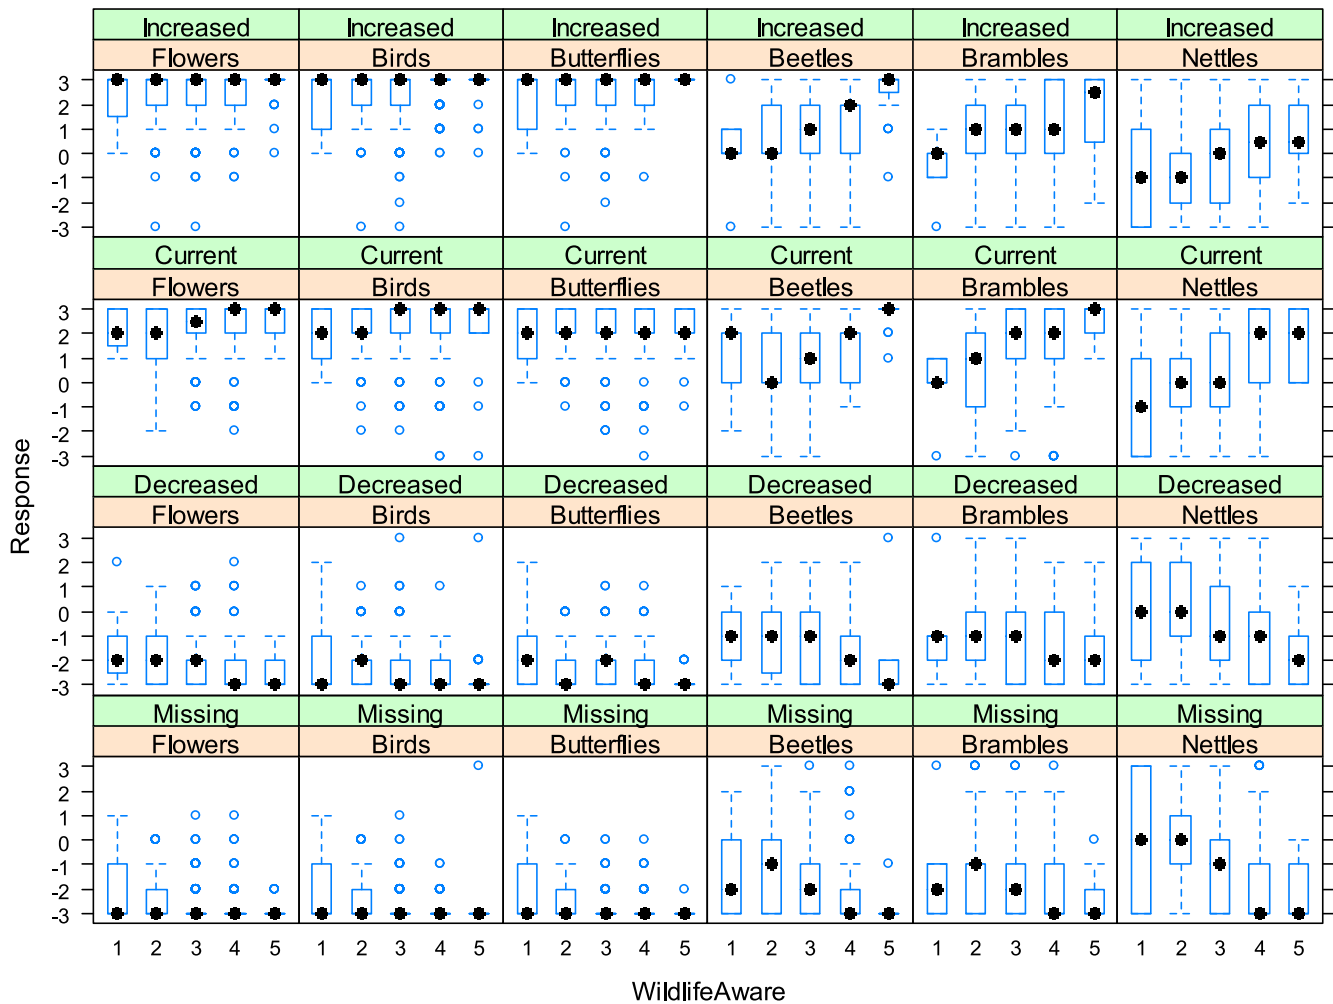 Increased Increased Increased Increased Increased Increased
Flowers Birds Butterflies Beetles Brambles Nettles
3
2
1
0
-1
-2
-3
Current Current Current Current Current Current
Flowers Birds Butterflies Beetles Brambles Nettles
3
2
1
0
-1
-2
-3
Response
Decreased Decreased Decreased Decreased Decreased Decreased
Flowers Birds Butterflies Beetles Brambles Nettles
3
2
1
0
-1
-2
-3
Missing Missing Missing Missing Missing Missing
Flowers Birds Butterflies Beetles Brambles Nettles
3
2
1
0
-1
-2
-3
1 2 3 4 5 1 2 3 4 5 1 2 3 4 5 1 2 3 4 5 1 2 3 4 5 1 2 3 4 5
WildlifeAware